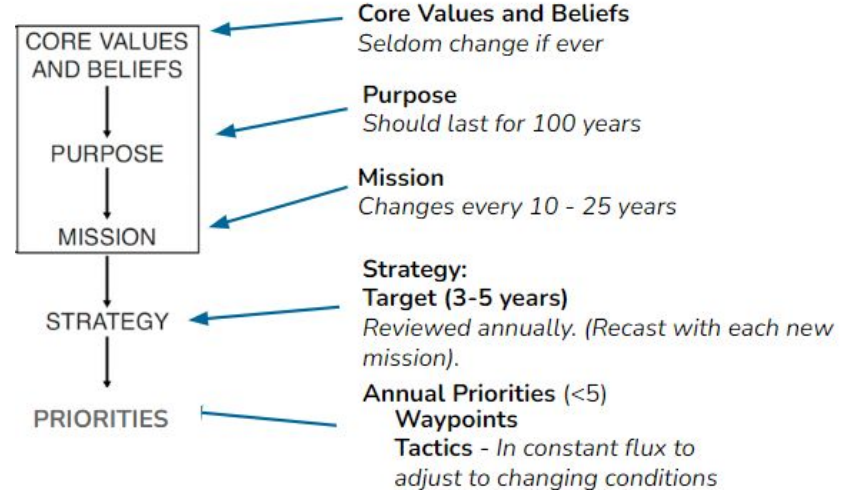 CORE VALUES
AND BELIEFS
PURPOSE
MISSION
STRATEGY
PRIORITIES
Core Values and Beliefs
Seldom change if ever
Purpose
Should last for 100 years
Mission
Changes every 10 - 25 years
Strategy:
Target (3-5 years)
Reviewed annually. (Recast with each new
mission).
Annual Priorities (<5)
Waypoints
Tactics - In constant flux to
adjust to changing conditions